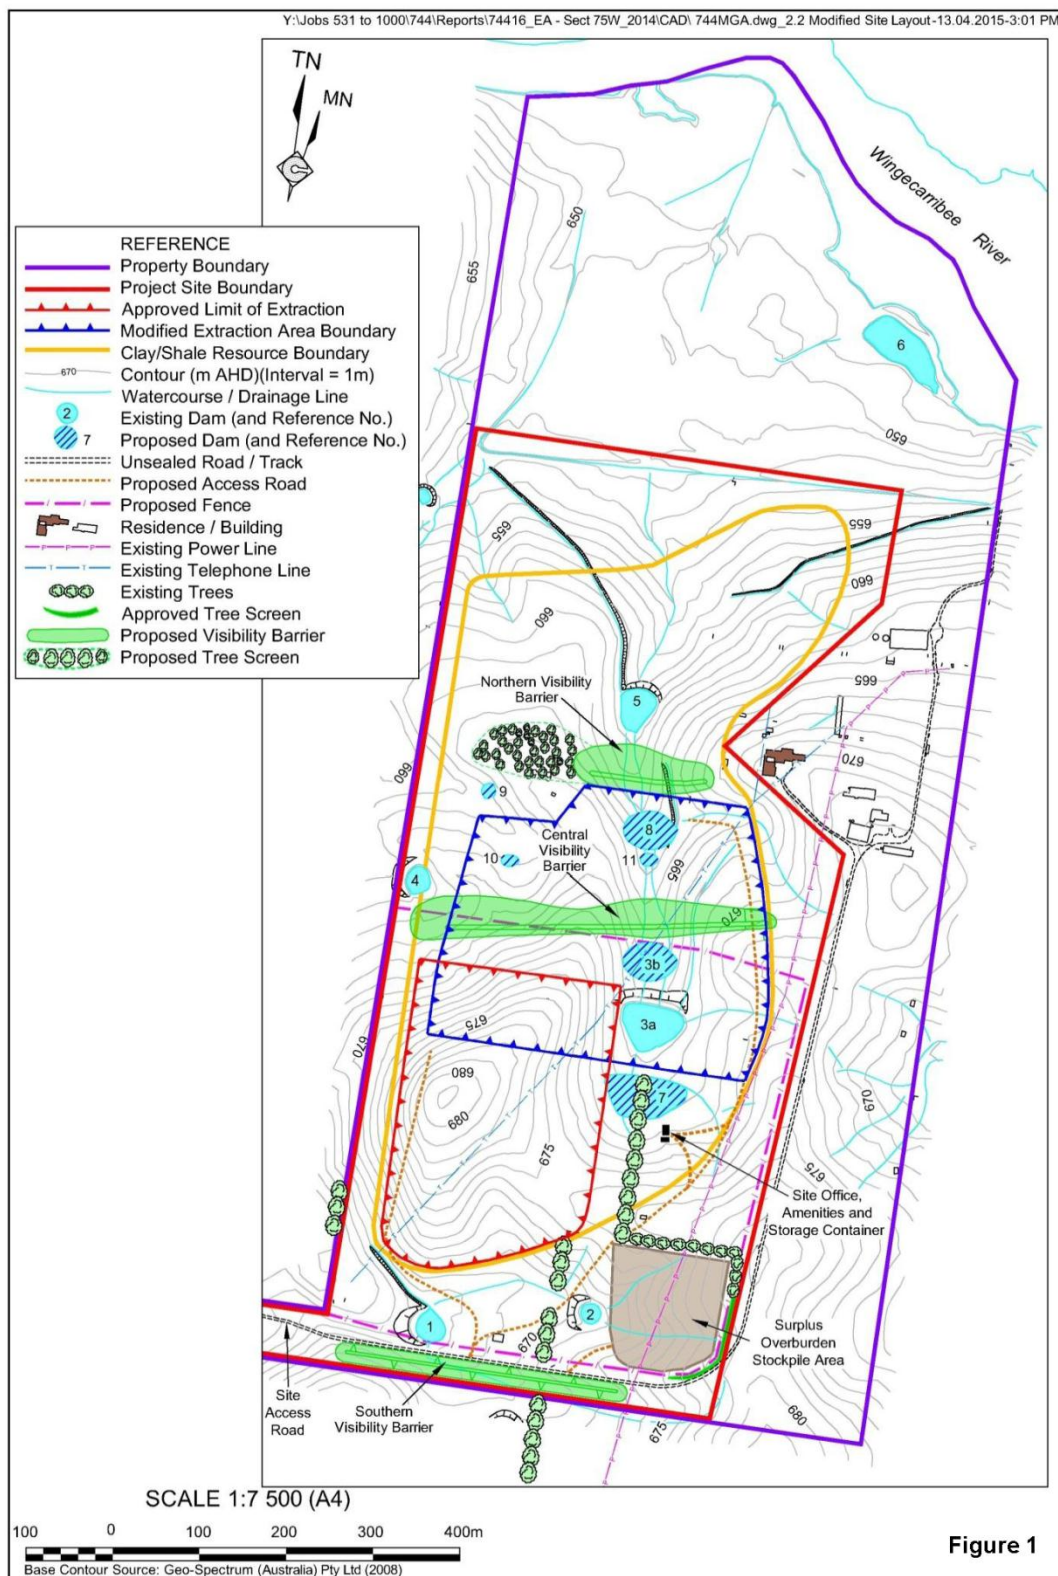 Y:\Jobs 531 to 1000\744\Reports\74416_EA - Sect 75W_2014\CAD\ 744MGA.dwg_2.2 Modified Site Layout-13.04.2015-3:01 PM
TN
MN
Wingecarribee
River
REFERENCE
Property Boundary
Project Site Boundary
Approved Limit of Extraction
Modified Extraction Area Boundary
Clay/Shale Resource Boundary
670
Contour (m AHD)(Interval = 1m)
Watercourse / Drainage Line
2
Existing Dam (and Reference No.)
7
Proposed Dam (and Reference No.)
Unsealed Road / Track
Proposed Access Road
Proposed Fence
Residence / Building
P P P
Existing Power Line
T T
Existing Telephone Line
Existing Trees
Approved Tree Screen
Proposed Visibility Barrier
Proposed Tree Screen
650
655
6
650
655
655
660
660
665
Northern Visibility
Barrier
5
670
660
9
8
Central
Visibility
Barrier
10
11
665
4
670
3b
675
3a
670
680
7
680
670
675
675
Site Office,
Amenities and
Storage Container
1
2
670
Surplus
Overburden
Stockpile Area
Site
Access
Road
Southern
Visibility Barrier
675
680
SCALE 1:7 500 (A4)
100 0 100 200 300 400m
Base Contour Source: Geo-Spectrum (Australia) Pty Ltd (2008)
Figure 1